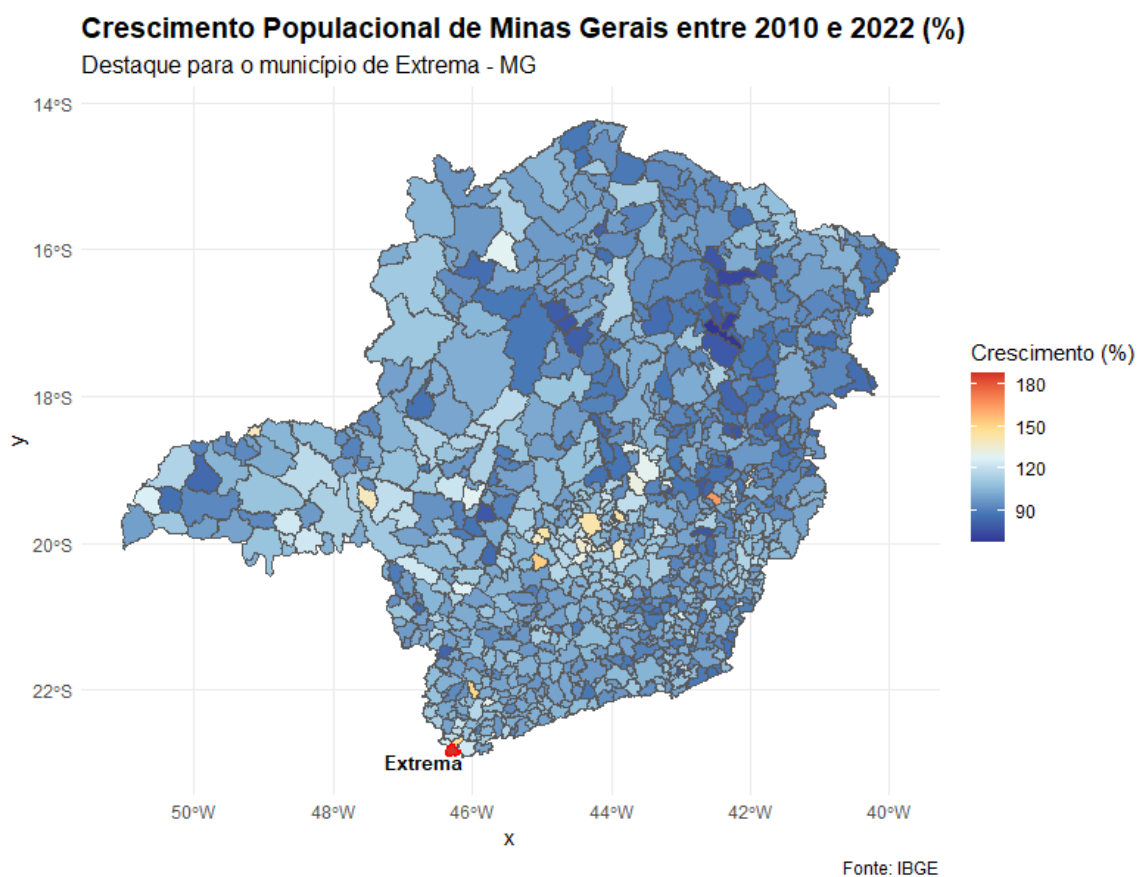 Crescimento Populacional de Minas Gerais entre 2010 e 2022 (%)
Destaque para o município de Extrema - MG
14°S
16°S
18°S
20°S
22°S
y
Extrema
50°W 48°W 46°W 44°W 42°W 40°W
x
Crescimento (%)
180
150
120
90
Fonte: IBGE